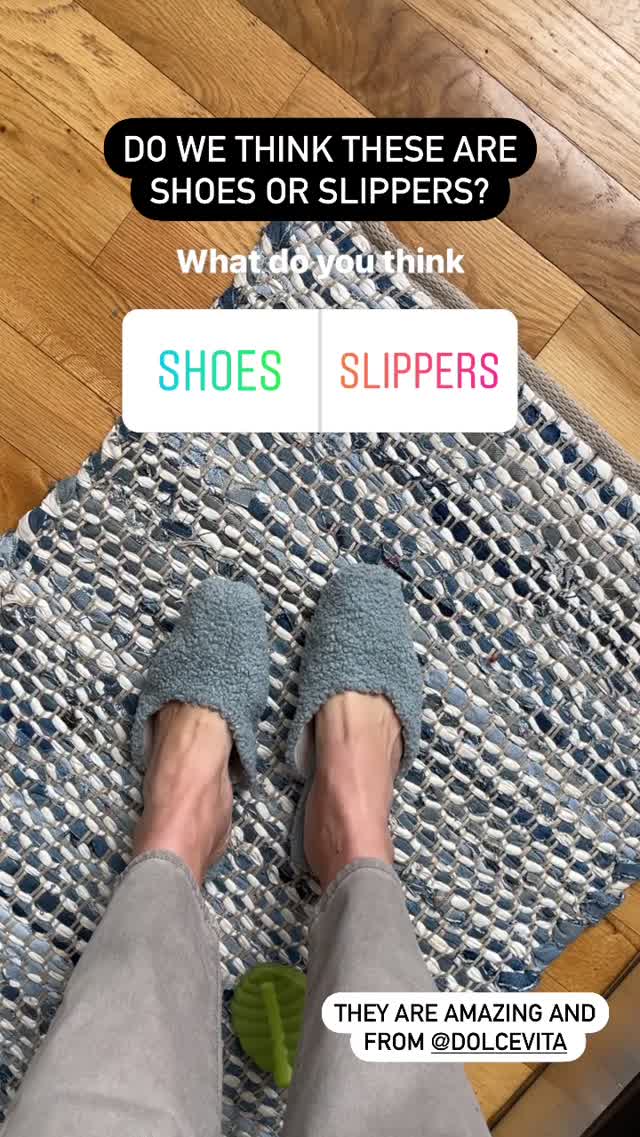 DO WE THINK THESE ARE
SHOES OR SLIPPERS?
What do you think
SHOES
SLIPPERS
THEY ARE AMAZING AND
FROM @DOLCEVITA